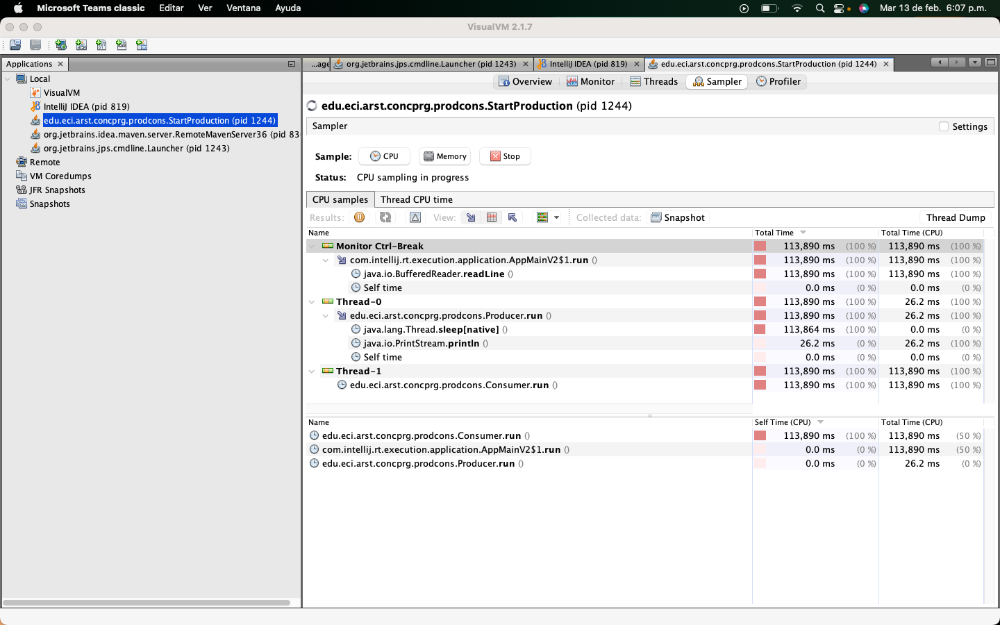 Microsoft Teams classic Editar Ver Ventana Ayuda Mar 13 de feb. 6:07 p.m.
VisualVM 2.1.7
Applications
...age org.jetbrains.jps.cmdline.Launcher (pid 1243) IntelliJ IDEA (pid 819) edu.eci.arst.concprg.prodcons.StartProduction (pid 1244)
Local
VisualVM
IntelliJ IDEA (pid 819)
edu.eci.arst.concprg.prodcons.StartProduction (pid 1244)
org.jetbrains.idea.maven.server.RemoteMavenServer36 (pid 83
org.jetbrains.jps.cmdline.Launcher (pid 1243)
Remote
VM Coredumps
JFR Snapshots
Snapshots
Overview Monitor Threads Sampler Profiler
edu.eci.arst.concprg.prodcons.StartProduction (pid 1244)
Sampler Settings
Sample: CPU Memory Stop
Status: CPU sampling in progress
CPU samples Thread CPU time
Results: View: Collected data: Snapshot Thread Dump
Name Total Time Total Time (CPU)
Monitor Ctrl-Break 113,890 ms (100 %) 113,890 ms (100 %)
com.intellij.rt.execution.application.AppMainV2$1.run () 113,890 ms (100 %) 113,890 ms (100 %)
java.io.BufferedReader.readLine () 113,890 ms (100 %) 113,890 ms (100 %)
Self time 0.0 ms (0 %) 0.0 ms (0 %)
Thread-0 113,890 ms (100 %) 26.2 ms (100 %)
edu.eci.arst.concprg.prodcons.Producer.run () 113,890 ms (100 %) 26.2 ms (100 %)
java.lang.Thread.sleep[native] () 113,864 ms (100 %) 0.0 ms (0 %)
java.io.PrintStream.println () 26.2 ms (0 %) 26.2 ms (100 %)
Self time 0.0 ms (0 %) 0.0 ms (0 %)
Thread-1 113,890 ms (100 %) 113,890 ms (100 %)
edu.eci.arst.concprg.prodcons.Consumer.run () 113,890 ms (100 %) 113,890 ms (100 %)
Name Self Time (CPU) Total Time (CPU)
edu.eci.arst.concprg.prodcons.Consumer.run () 113,890 ms (100 %) 113,890 ms (50 %)
com.intellij.rt.execution.application.AppMainV2$1.run () 0.0 ms (0 %) 113,890 ms (50 %)
edu.eci.arst.concprg.prodcons.Producer.run () 0.0 ms (0 %) 26.2 ms (0 %)